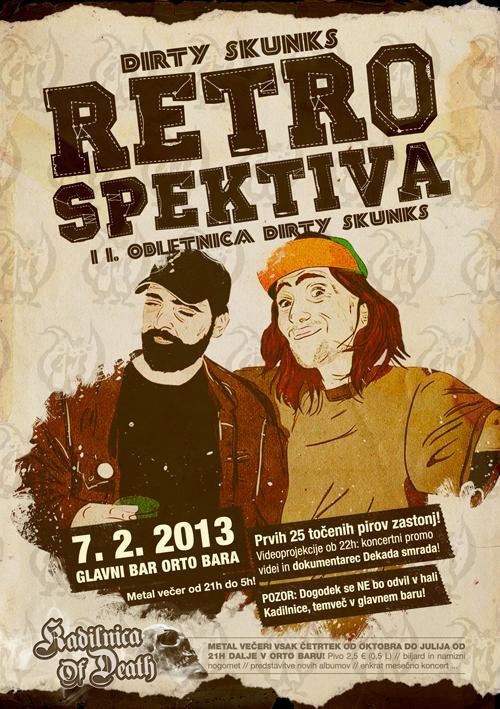 DIRTY SKUNKS
RETRO
SPEKTIVA
11. ODLETNICA DIRTY SKUNKS
7. 2. 2013
GLAVNI BAR ORTO BARA
Metal večer od 21h do 5h!
Prvih 25 točenih pirov zastonj!
Videoprojekcije ob 22h: koncertni promo
videi in dokumentarec Dekada smrada!
POZOR: Dogodek se NE bo odvil v hali
Kadilnice, temveč v glavnem baru!
Kadilnica
Of Death
METAL VEČERI VSAK ČETRTEK OD OKTOBRA DO JULIJA OD
21H DALJE V ORTO BARU! Pivo 2,5 € (0,5 L) // biljard in namizni
nogomet // predstavitve novih albumov // enkrat mesečno koncert ...